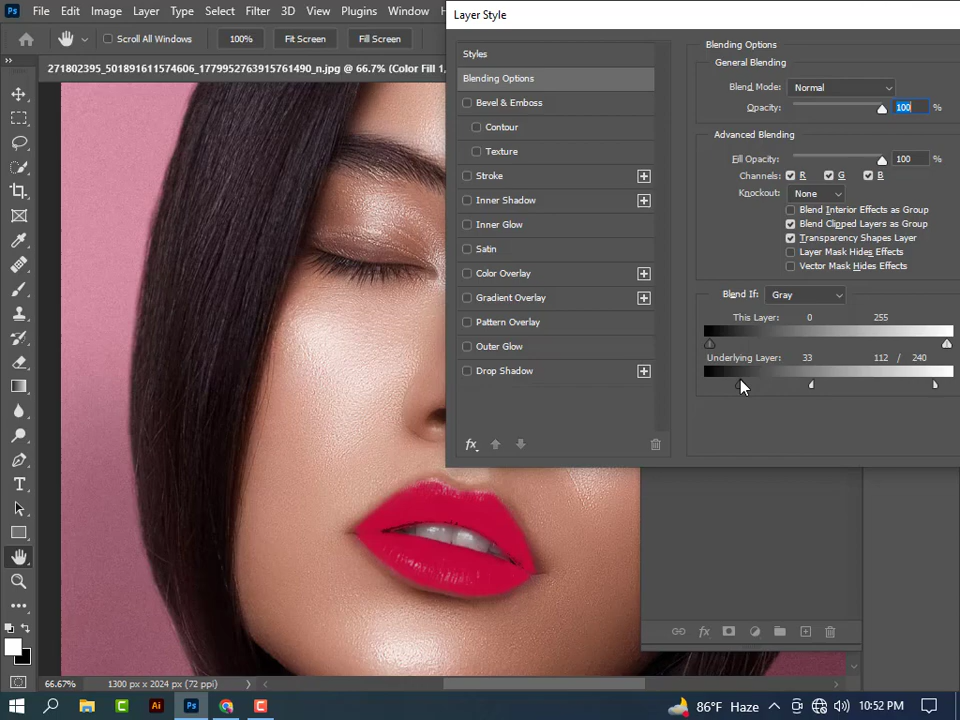 Ps File Edit Image Layer Type Select Filter 3D View Plugins Window
Layer Style
Scroll All Windows 100% Fit Screen Fill Screen
271802395_501891611574606_1779952763915761490_n.jpg @ 66.7% (Color Fill 1,
Styles
Blending Options
Bevel & Emboss
Contour
Texture
Stroke
Inner Shadow
Inner Glow
Satin
Color Overlay
Gradient Overlay
Pattern Overlay
Outer Glow
Drop Shadow
fx
Blending Options
General Blending
Blend Mode: Normal
Opacity: 100 %
Advanced Blending
Fill Opacity: 100 %
Channels: R G B
Knockout: None
Blend Interior Effects as Group
Blend Clipped Layers as Group
Transparency Shapes Layer
Layer Mask Hides Effects
Vector Mask Hides Effects
Blend If: Gray
This Layer: 0 255
Underlying Layer: 33 112 / 240
fx
66.67% 1300 px x 2024 px (72 ppi)
Ai Ps 86°F Haze 10:52 PM